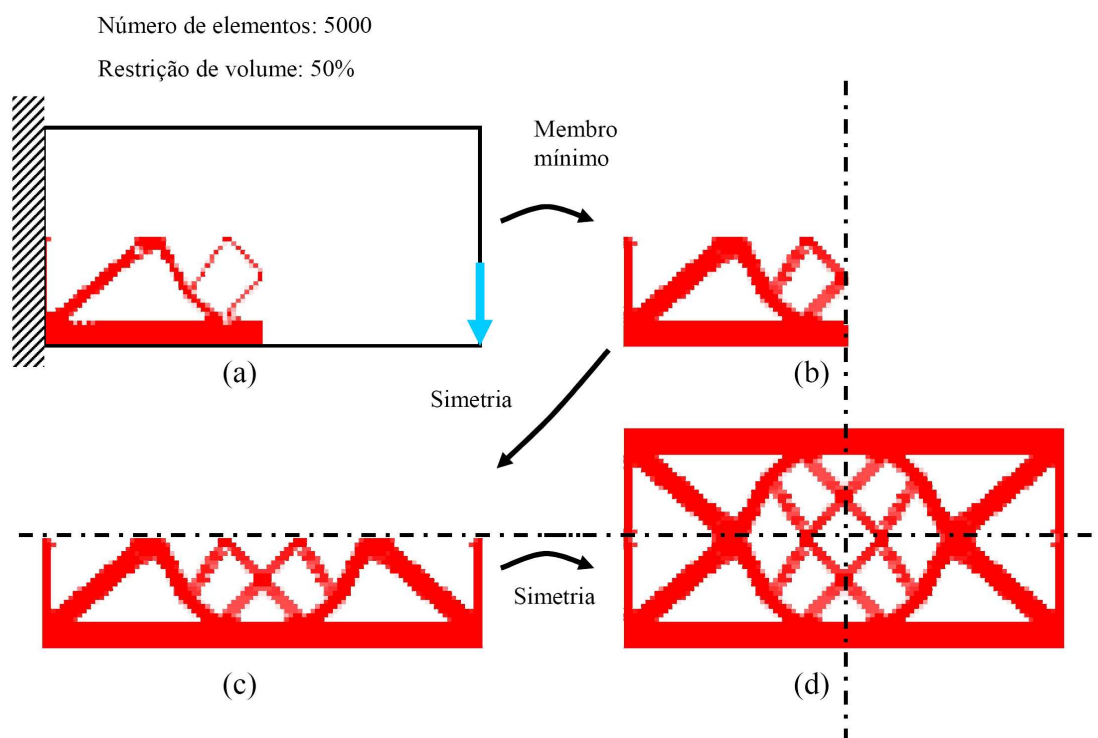 Número de elementos: 5000
Restrição de volume: 50%
Membro
mínimo
(a)
(b)
Simetria
Simetria
(c)
(d)